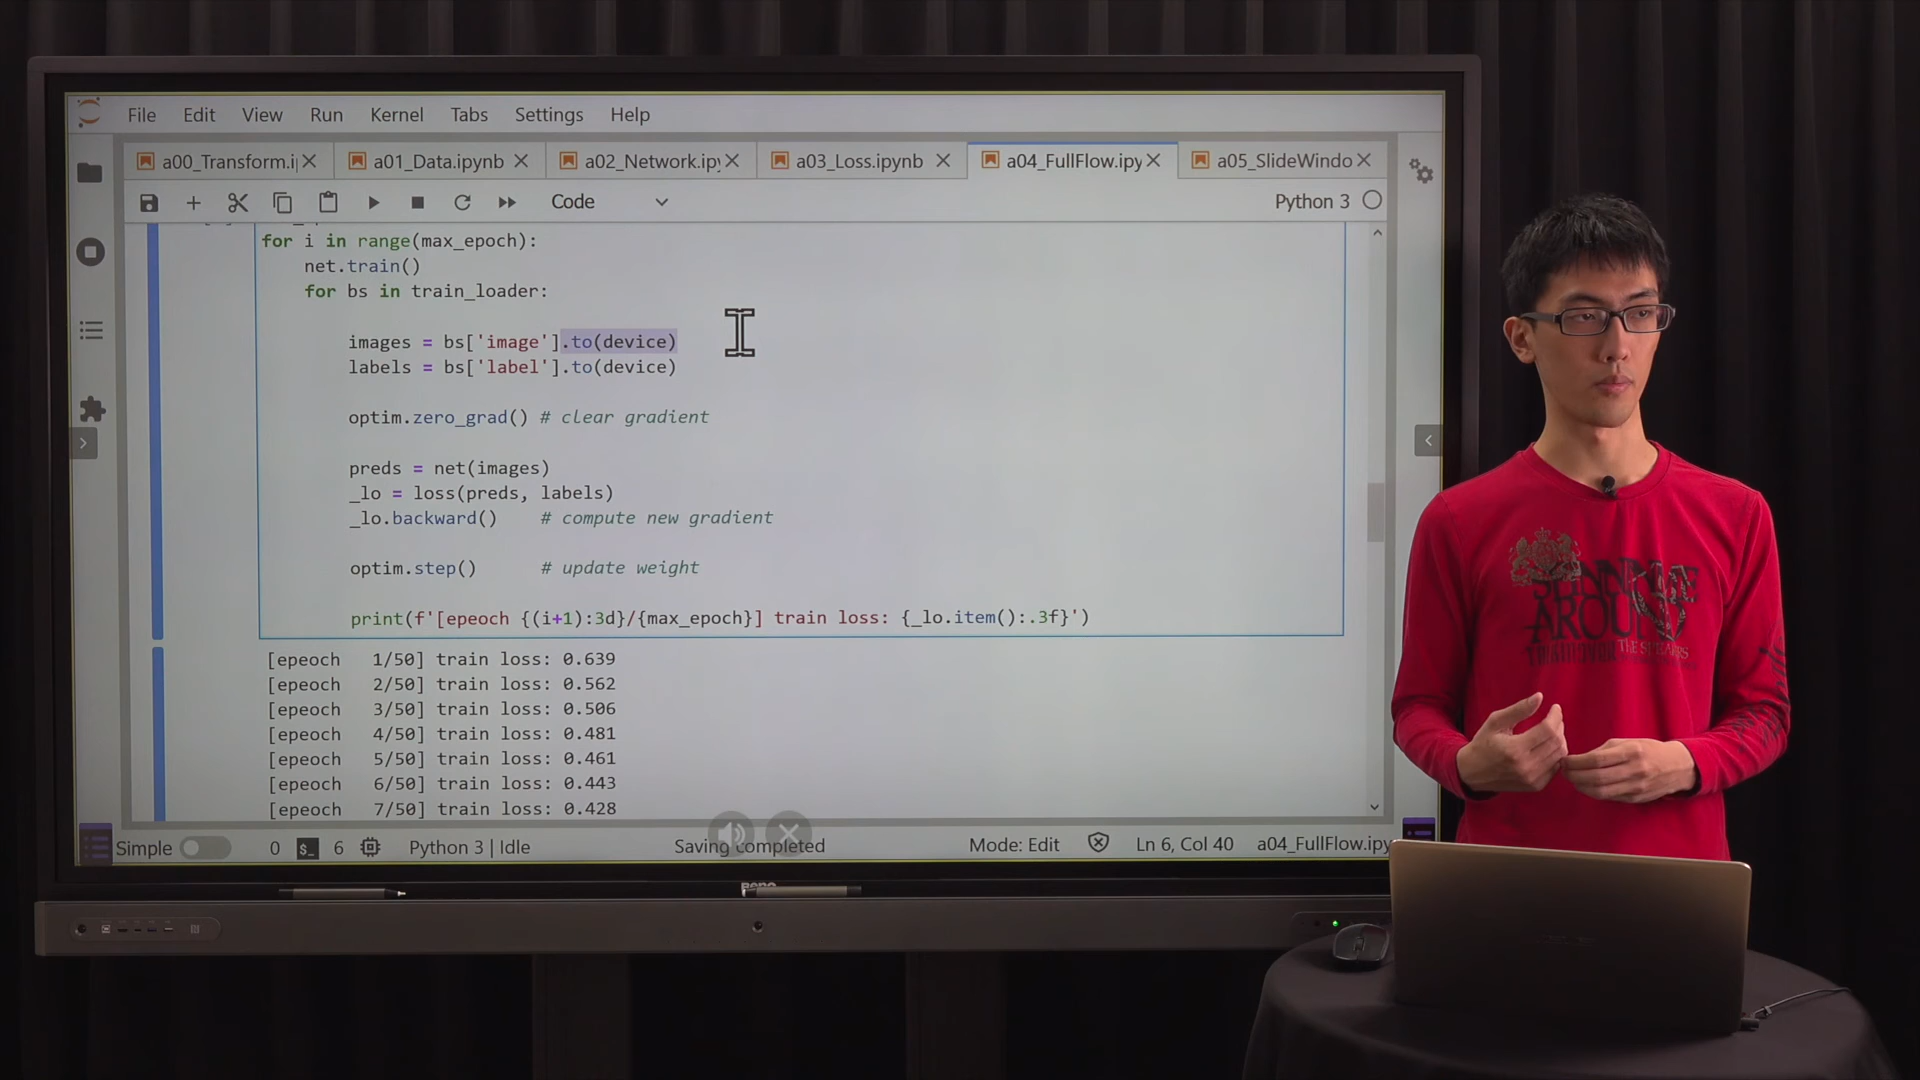 File Edit View Run Kernel Tabs Settings Help
a00_Transform.i a01_Data.ipynb a02_Network.ipy a03_Loss.ipynb a04_FullFlow.ipy a05_SlideWindo
Code Python 3
for i in range(max_epoch):
net.train()
for bs in train_loader:
images = bs['image'].to(device)
labels = bs['label'].to(device)
optim.zero_grad() # clear gradient
preds = net(images)
_lo = loss(preds, labels)
_lo.backward() # compute new gradient
optim.step() # update weight
print(f'[epeoch {(i+1):3d}/{max_epoch}] train loss: {_lo.item():.3f}')
[epeoch 1/50] train loss: 0.639
[epeoch 2/50] train loss: 0.562
[epeoch 3/50] train loss: 0.506
[epeoch 4/50] train loss: 0.481
[epeoch 5/50] train loss: 0.461
[epeoch 6/50] train loss: 0.443
[epeoch 7/50] train loss: 0.428
Simple 0 $_ 6 Python 3 | Idle Saving completed Mode: Edit Ln 6, Col 40 a04_FullFlow.ipy
AROU
THE SPEAKERS